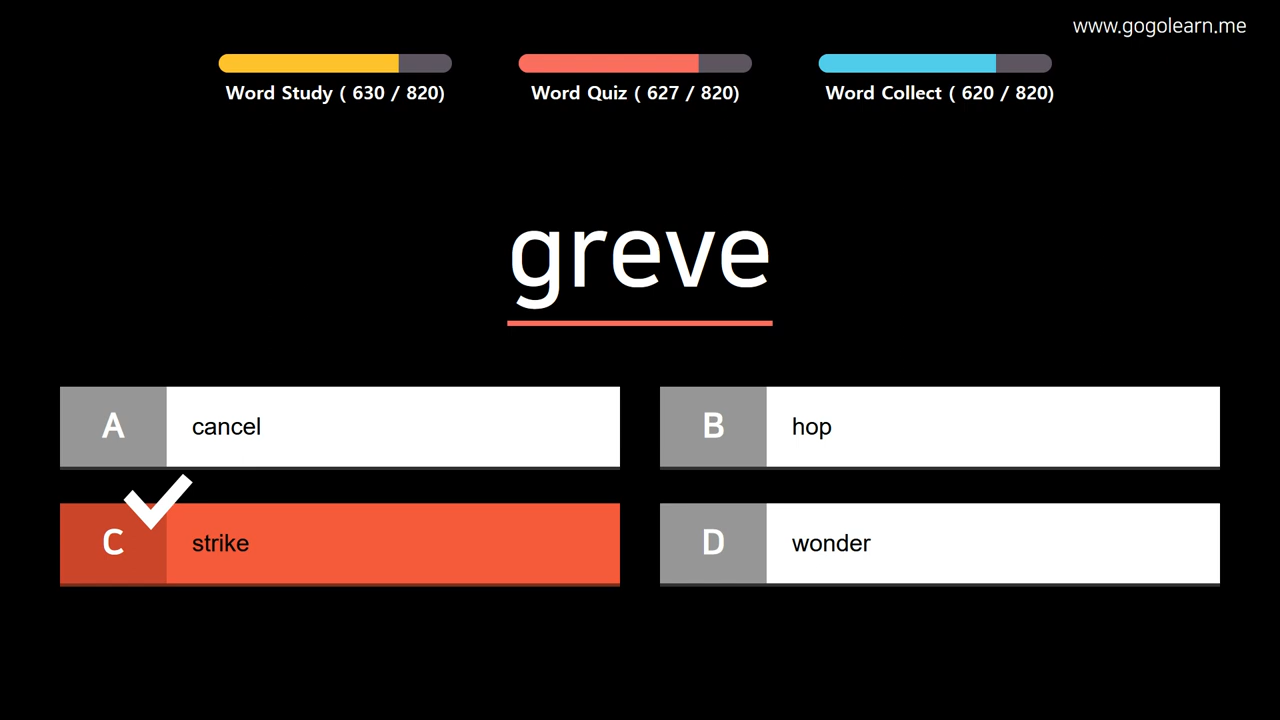 www.gogolearn.me
Word Study ( 630 / 820)
Word Quiz ( 627 / 820)
Word Collect ( 620 / 820)
greve
A cancel
B hop
C strike
D wonder